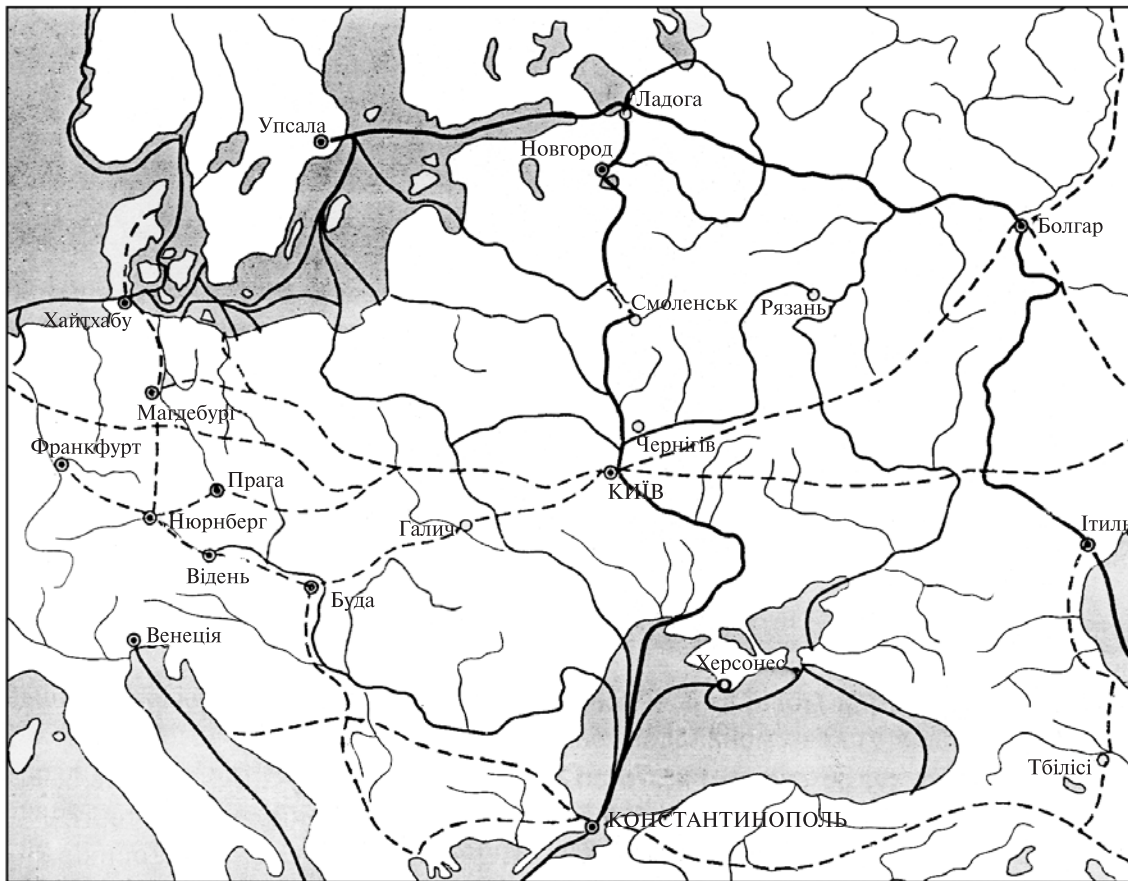 Ладога
Упсала
Новгород
Болгар
Хайтхабу
Смоленськ
Рязань
Магдебург
Чернігів
Франкфурт
КИЇВ
Прага
Нюрнберг
Галич
Ітиль
Відень
Буда
Венеція
Херсонес
Тбілісі
КОНСТАНТИНОПОЛЬ